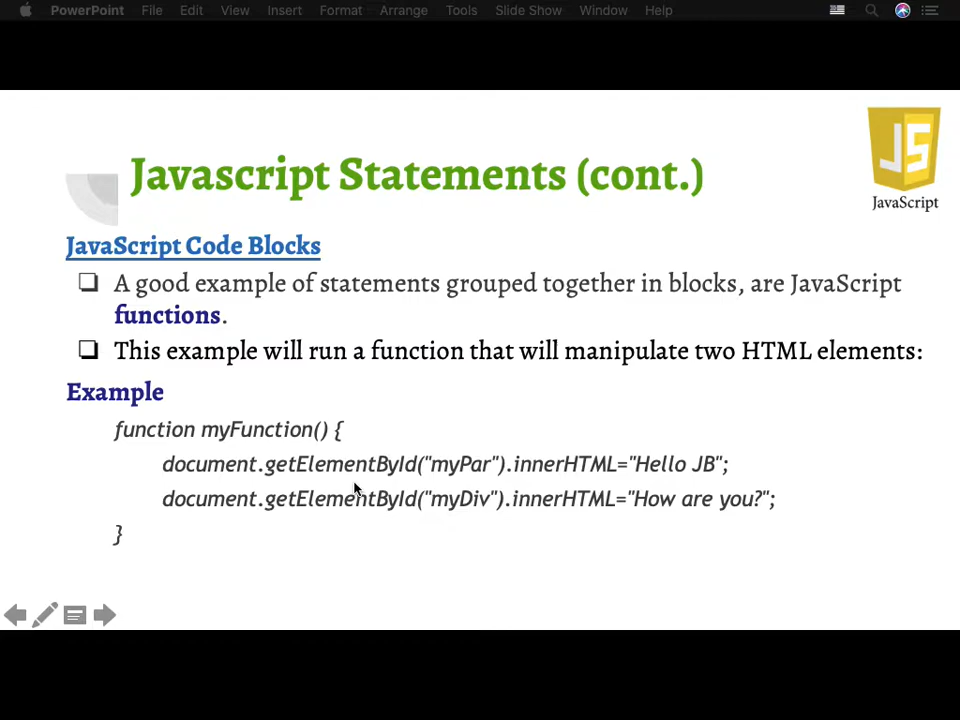 PowerPoint File Edit View Insert Format Arrange Tools Slide Show Window Help
JS
JavaScript
Javascript Statements (cont.)
JavaScript Code Blocks
A good example of statements grouped together in blocks, are JavaScript
functions.
This example will run a function that will manipulate two HTML elements:
Example
function myFunction() {
document.getElementById("myPar").innerHTML="Hello JB";
document.getElementById("myDiv").innerHTML="How are you?";
}